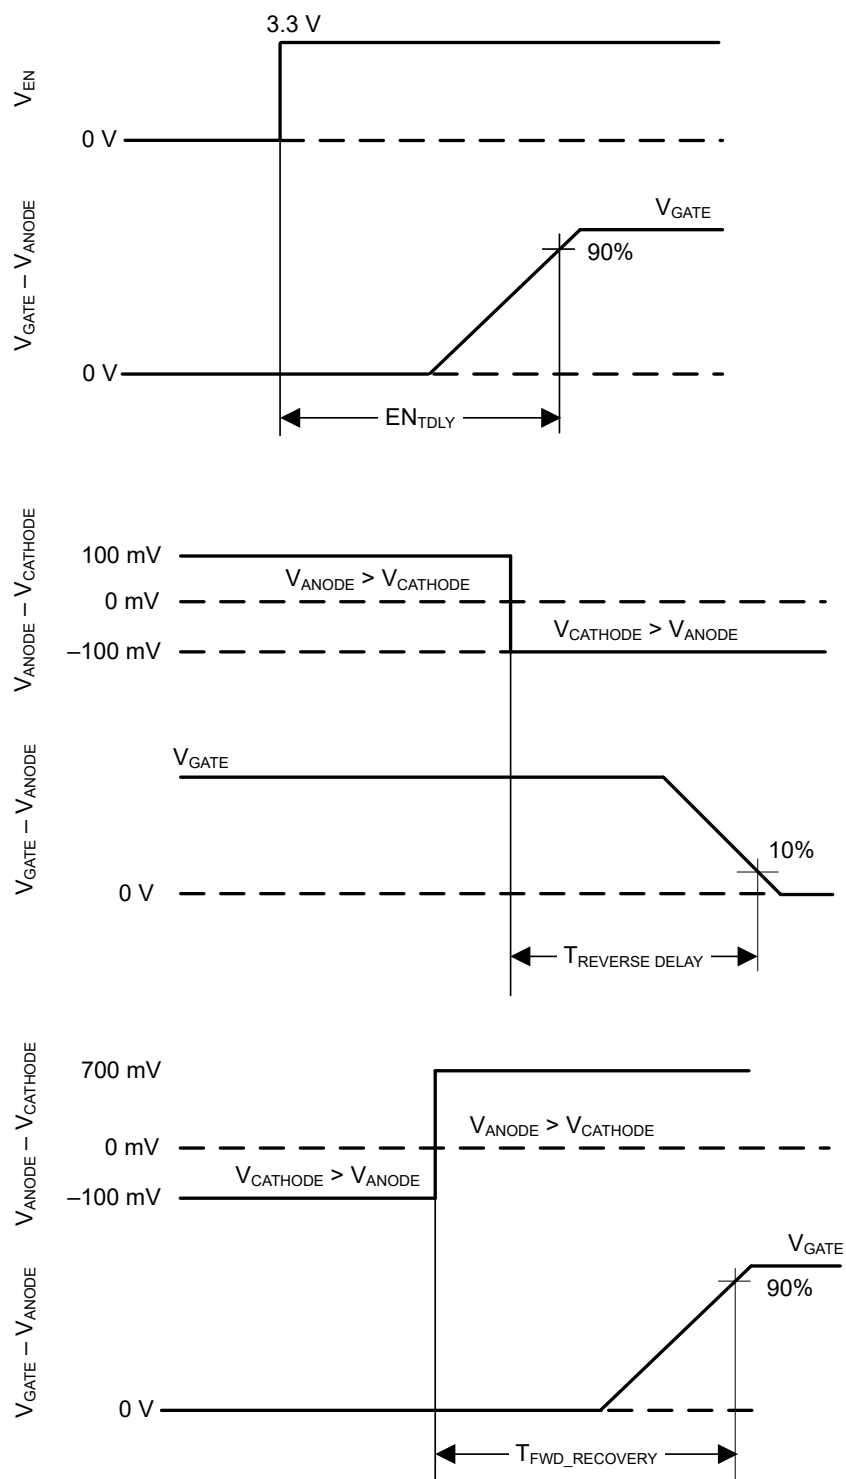 3.3 V
V_EN
0 V
V_GATE – V_ANODE
V_GATE
90%
0 V
EN_TDLY
V_ANODE – V_CATHODE
100 mV
V_ANODE > V_CATHODE
0 mV
V_CATHODE > V_ANODE
–100 mV
V_GATE – V_ANODE
V_GATE
10%
0 V
T_REVERSE DELAY
V_ANODE – V_CATHODE
700 mV
V_ANODE > V_CATHODE
0 mV
V_CATHODE > V_ANODE
–100 mV
V_GATE – V_ANODE
V_GATE
90%
0 V
T_FWD_RECOVERY